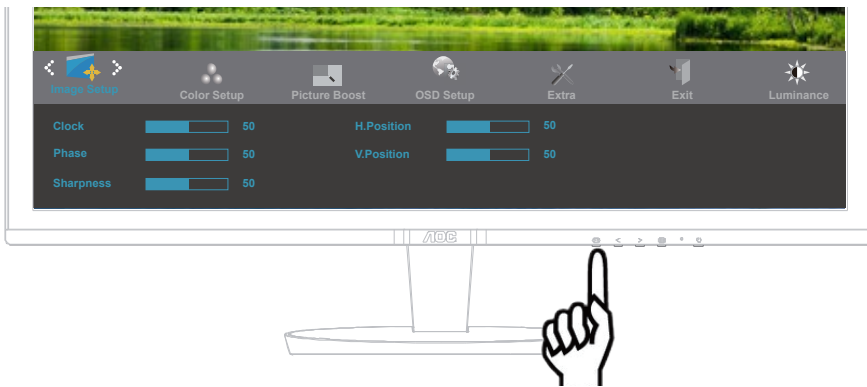 Image Setup Color Setup Picture Boost OSD Setup Extra Exit Luminance
Clock 50 H.Position 50
Phase 50 V.Position 50
Sharpness 50
AOC